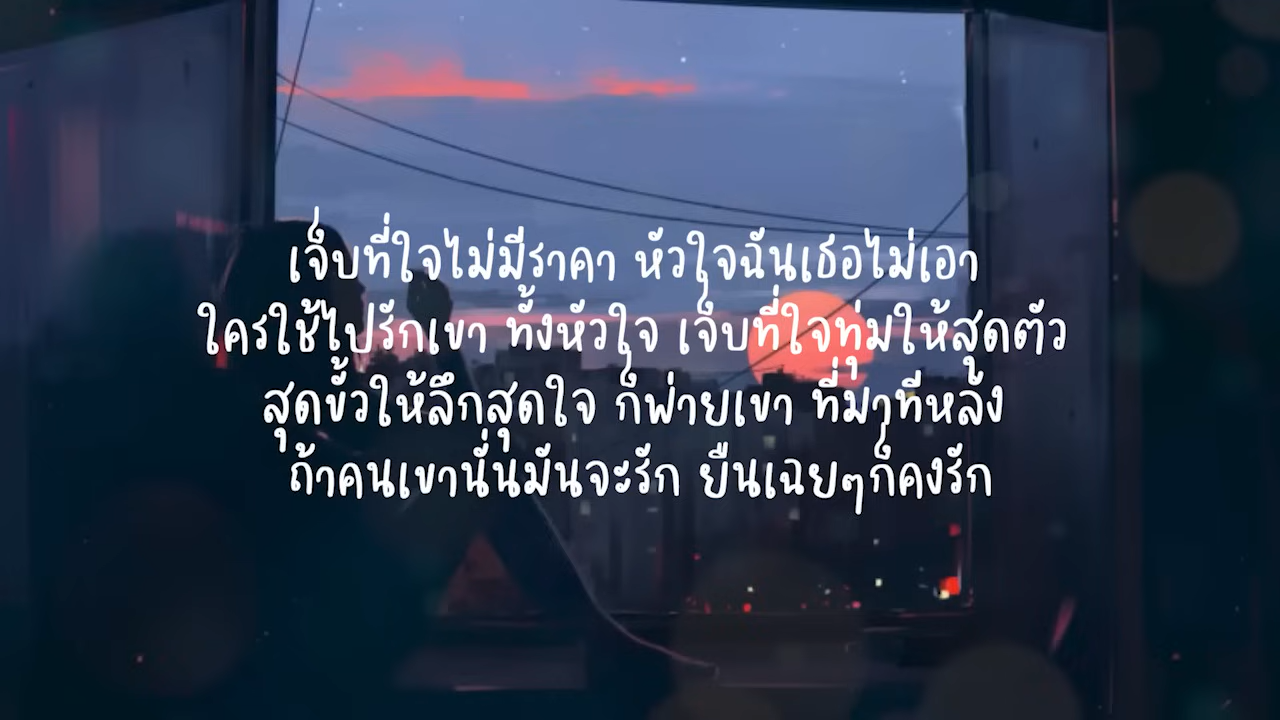 เจ็บที่ใจไม่มีราคา หัวใจฉันเธอไม่เอา
ใครใช้ไปรักเขา ทั้งหัวใจ เจ็บที่ใจทุ่มให้สุดตัว
สุดขั้วให้ลึกสุดใจ ก็พ่ายเขา ที่มาทีหลัง
ถ้าคนเขานั่นมันจะรัก ยืนเฉยๆก็คงรัก